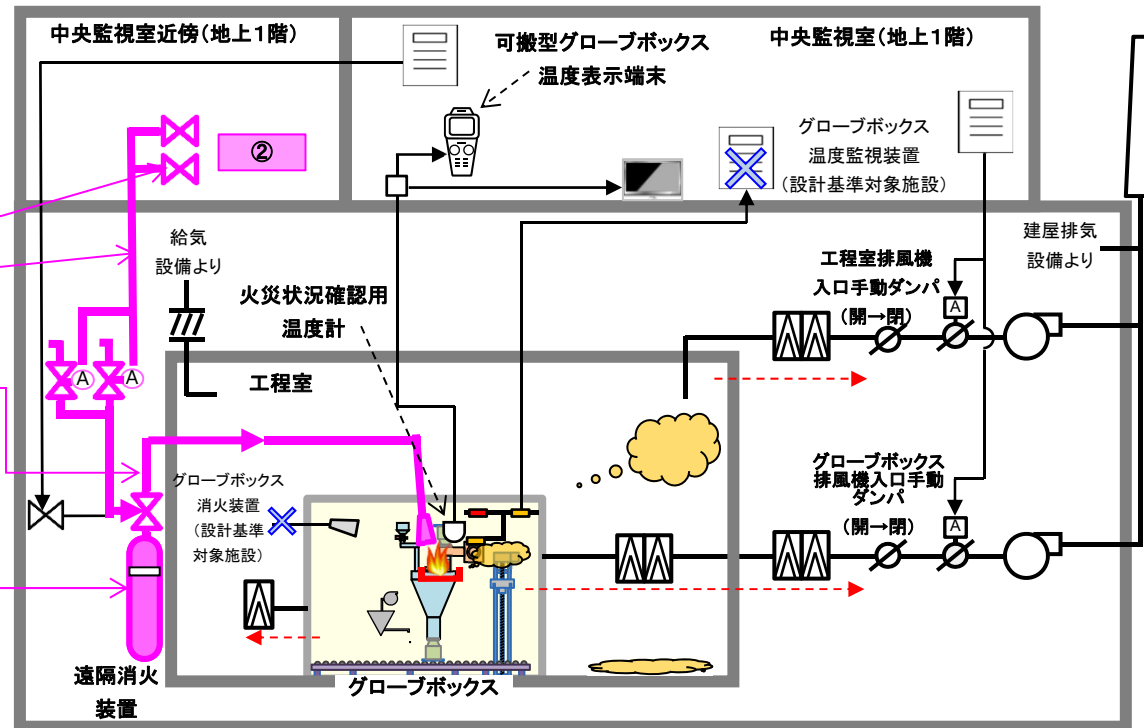 中央監視室近傍(地上1階)
可搬型グローブボックス
温度表示端末
中央監視室(地上1階)
②
グローブボックス
温度監視装置
(設計基準対象施設)
給気
設備より
火災状況確認用
温度計
工程室排風機
入口手動ダンパ
(開→閉)
建屋排気
設備より
A
A
A
工程室
グローブボックス
消火装置
(設計基準
対象施設)
グローブボックス
排風機入口手動
ダンパ
(開→閉)
A
遠隔消火
装置
グローブボックス